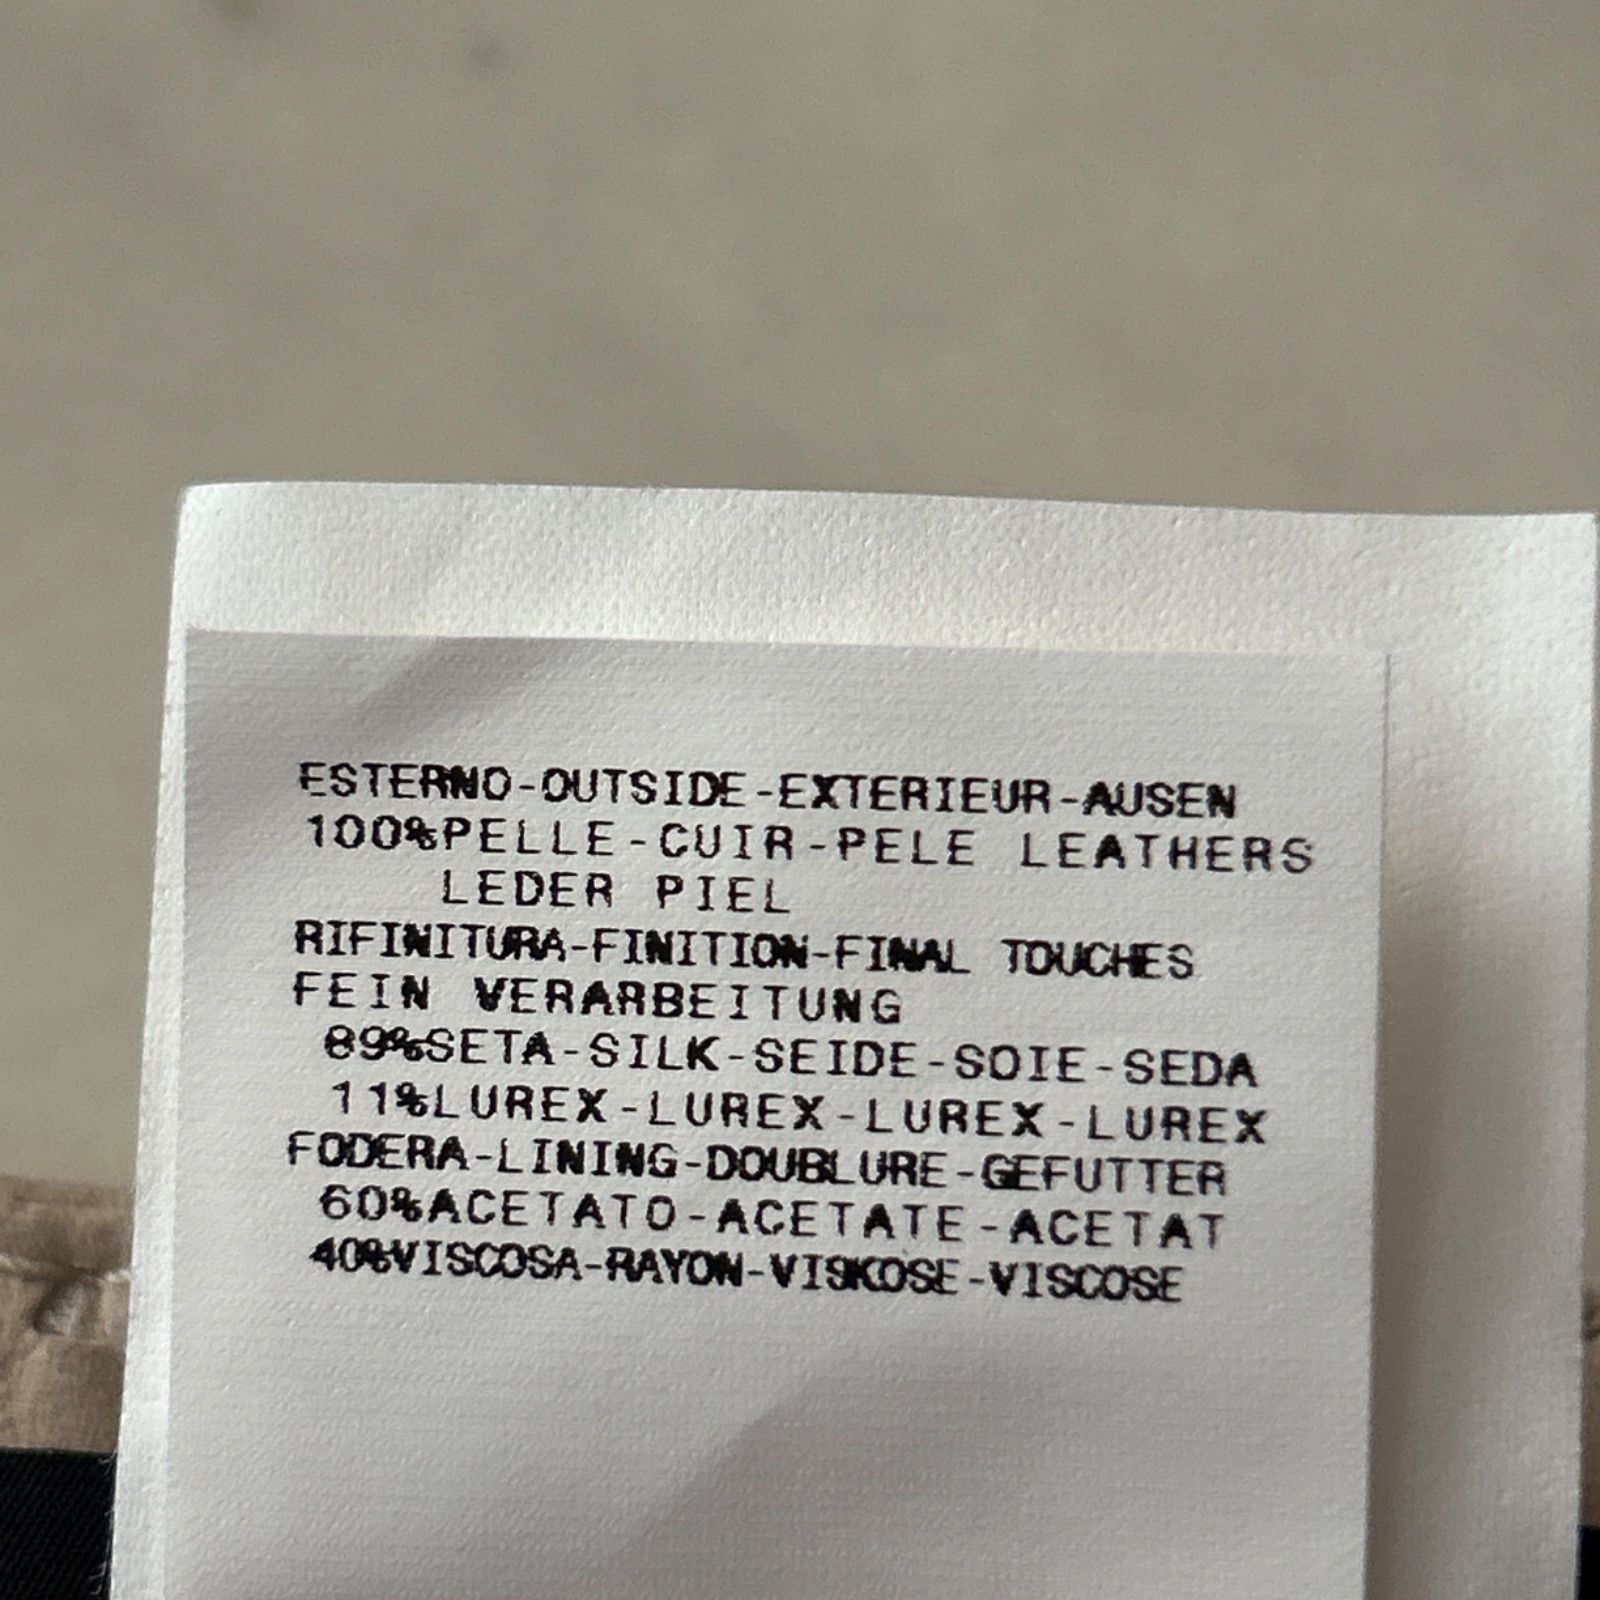 ESTERNO-OUTSIDE-EXTERIEUR-AUSEN
100%PELLE-CUIR-PELE LEATHERS
LEDER PIEL
RIFINITURA-FINITION-FINAL TOUCHES
FEIN VERARBEITUNG
89%SETA-SILK-SEIDE-SOIE-SEDA
11%LUREX-LUREX-LUREX-LUREX
FODERA-LINING-DOUBLURE-GEFUTTER
60%ACETATO-ACETATE-ACETAT
40%VISCOSA-RAYON-VISKOSE-VISCOSE